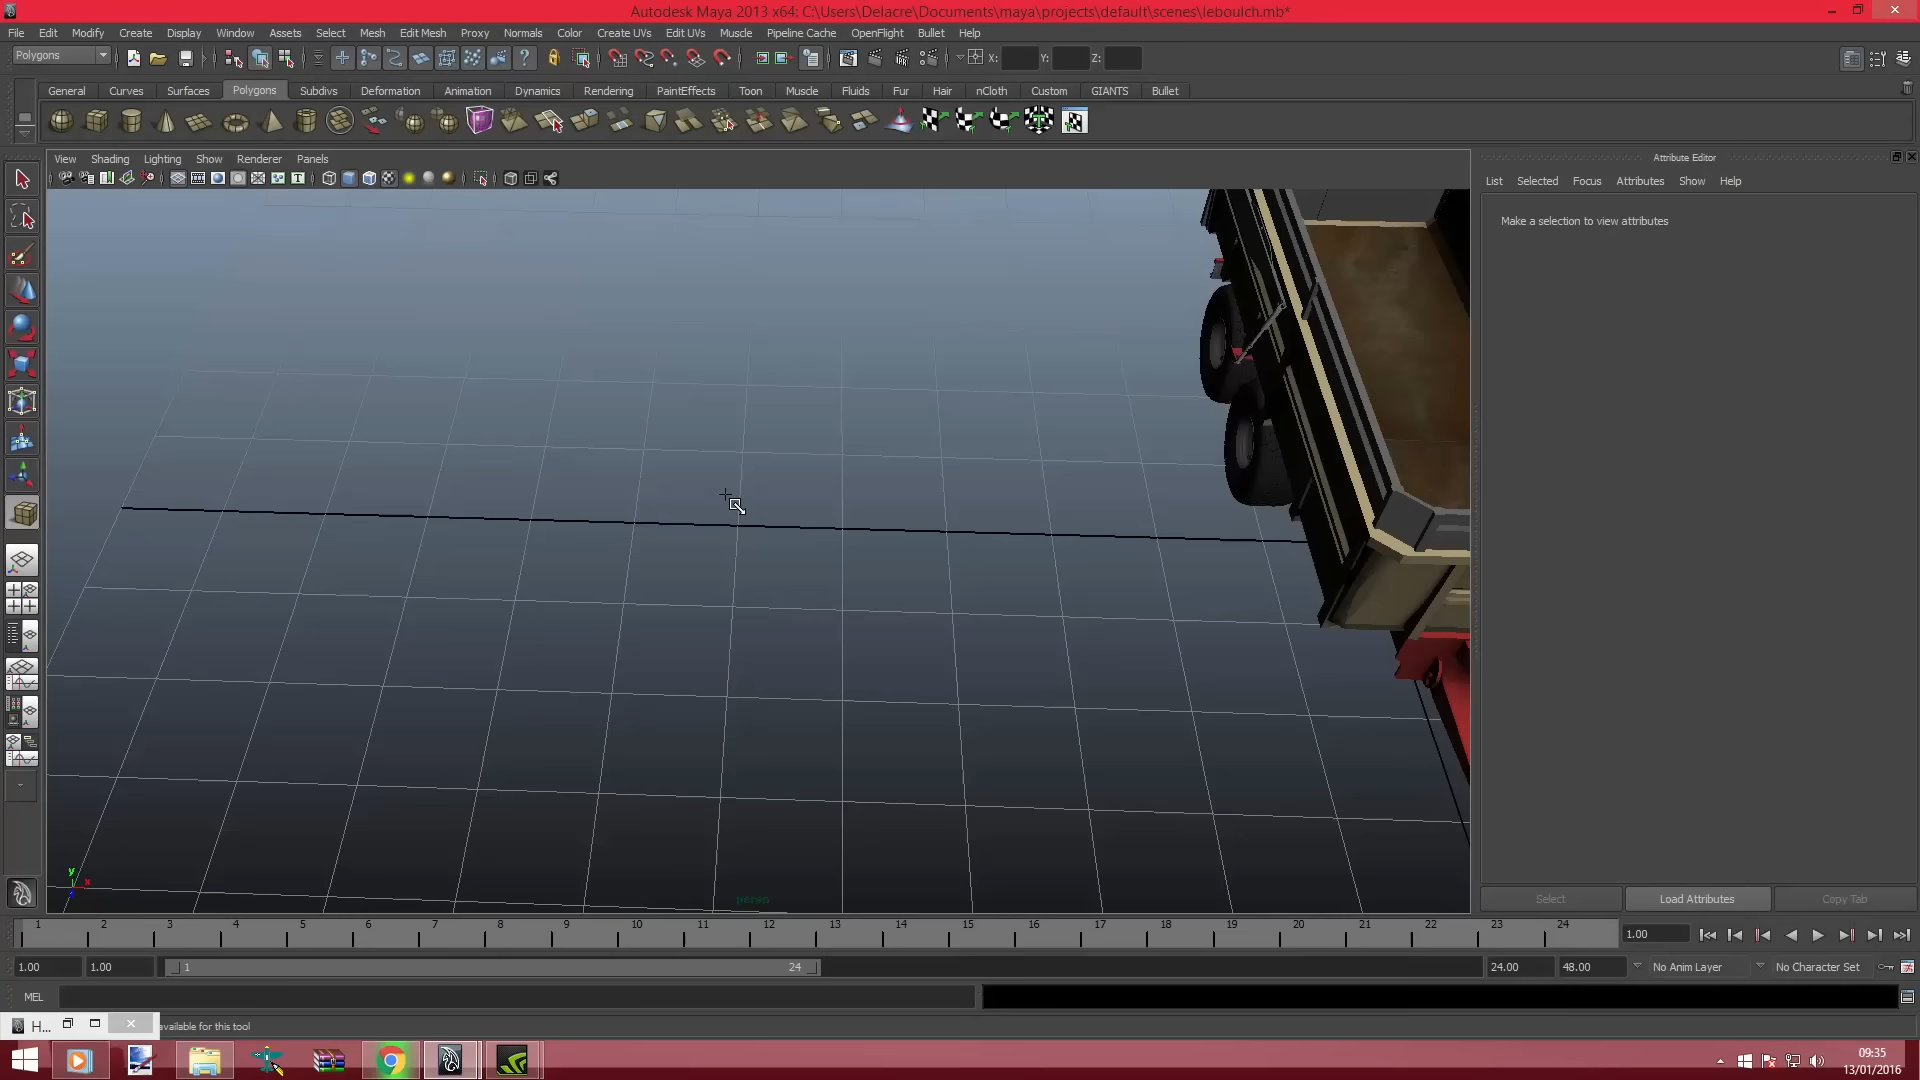 Autodesk Maya 2013 x64: C:\Users\Delacre\Documents\maya\projects\default\scenes\leboulch.mb*
File Edit Modify Create Display Window Assets Select Mesh Edit Mesh Proxy Normals Color Create UVs Edit UVs Muscle Pipeline Cache OpenFlight Bullet Help
Polygons X: Y: Z:
General Curves Surfaces Polygons Subdivs Deformation Animation Dynamics Rendering PaintEffects Toon Muscle Fluids Fur Hair nCloth Custom GIANTS Bullet
View Shading Lighting Show Renderer Panels
Attribute Editor
List Selected Focus Attributes Show Help
Make a selection to view attributes
y
x
persp
Select Load Attributes Copy Tab
1 2 3 4 5 6 7 8 9 10 11 12 13 14 15 16 17 18 19 20 21 22 23 24 1.00
1.00 1.00 1 24 24.00 48.00 No Anim Layer No Character Set
MEL
H... available for this tool
09:35
13/01/2016